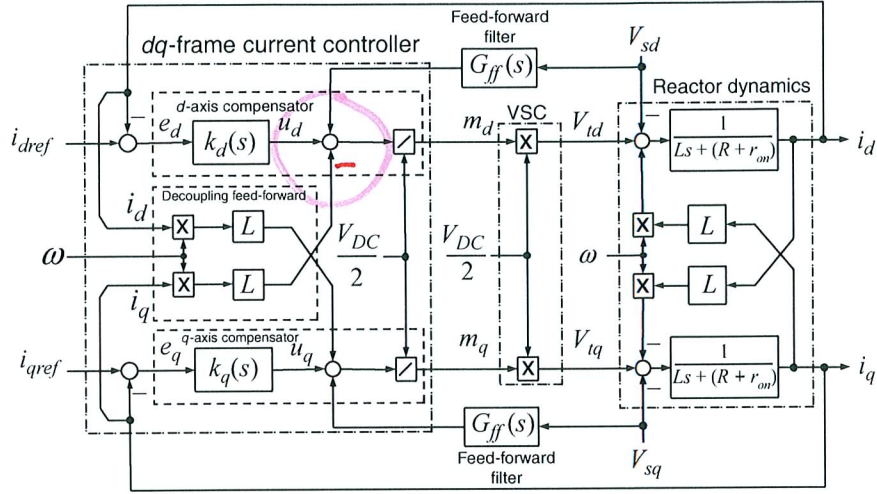 Feed-forward
filter
V_sd
dq-frame current controller
G_ff(s)
Reactor dynamics
d-axis compensator
VSC
i_dref
−
e_d
k_d(s)
u_d
−
m_d
X
V_td
−
1
Ls + (R + r_on)
i_d
Decoupling feed-forward
i_d
X
L
V_DC
2
V_DC
2
X
L
ω
ω
i_q
X
L
X
L
q-axis compensator
i_qref
−
e_q
k_q(s)
u_q
m_q
X
V_tq
−
−
1
Ls + (R + r_on)
i_q
G_ff(s)
Feed-forward
filter
V_sq